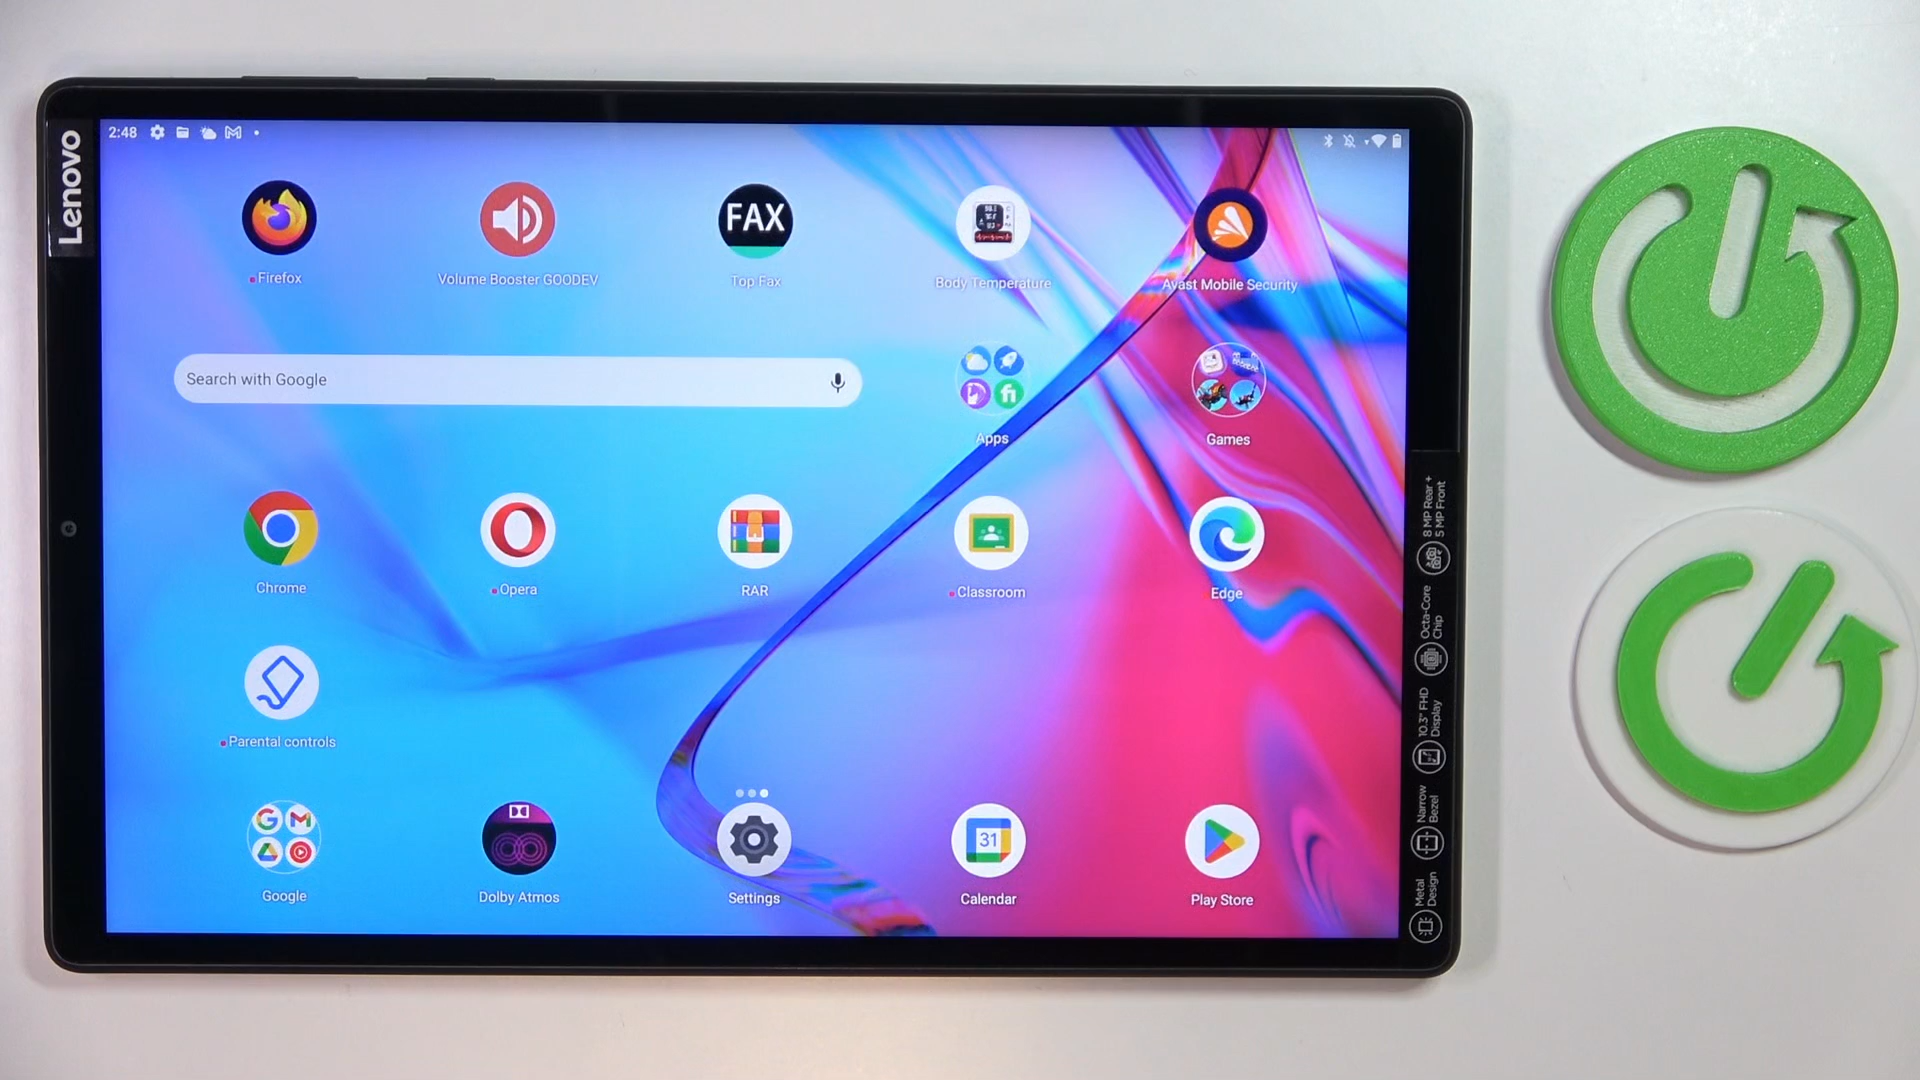 Lenovo
2:48
Firefox
Volume Booster GOODEV
FAX
Top Fax
Body Temperature
Avast Mobile Security
Search with Google
Apps
Games
Chrome
Opera
RAR
Classroom
Edge
Parental controls
Google
Dolby Atmos
Settings
31
Calendar
Play Store
Metal
Design
Narrow
Bezel
10.3" FHD
Display
Octa-Core
Chip
8 MP Rear +
5 MP Front